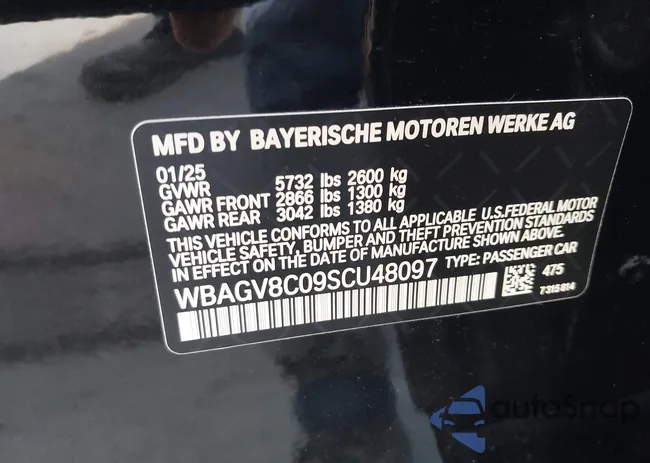 MFD BY BAYERISCHE MOTOREN WERKE AG
01/25
GVWR 5732 lbs 2600 kg
GAWR FRONT 2866 lbs 1300 kg
GAWR REAR 3042 lbs 1380 kg
THIS VEHICLE CONFORMS TO ALL APPLICABLE U.S.FEDERAL MOTOR
VEHICLE SAFETY, BUMPER AND THEFT PREVENTION STANDARDS
IN EFFECT ON THE DATE OF MANUFACTURE SHOWN ABOVE.
WBAGV8C09SCU48097 TYPE: PASSENGER CAR
475
7315814
autoSnap